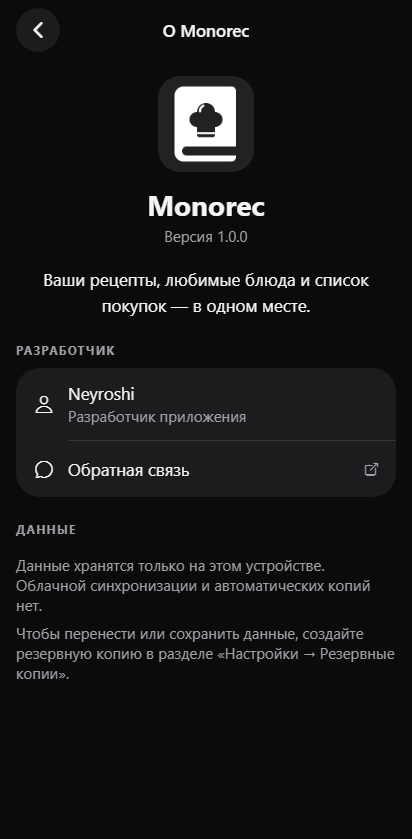 О Monorec
Monorec
Версия 1.0.0
Ваши рецепты, любимые блюда и список
покупок — в одном месте.
РАЗРАБОТЧИК
Neyroshi
Разработчик приложения
Обратная связь
ДАННЫЕ
Данные хранятся только на этом устройстве.
Облачной синхронизации и автоматических копий
нет.
Чтобы перенести или сохранить данные, создайте
резервную копию в разделе «Настройки → Резервные
копии».